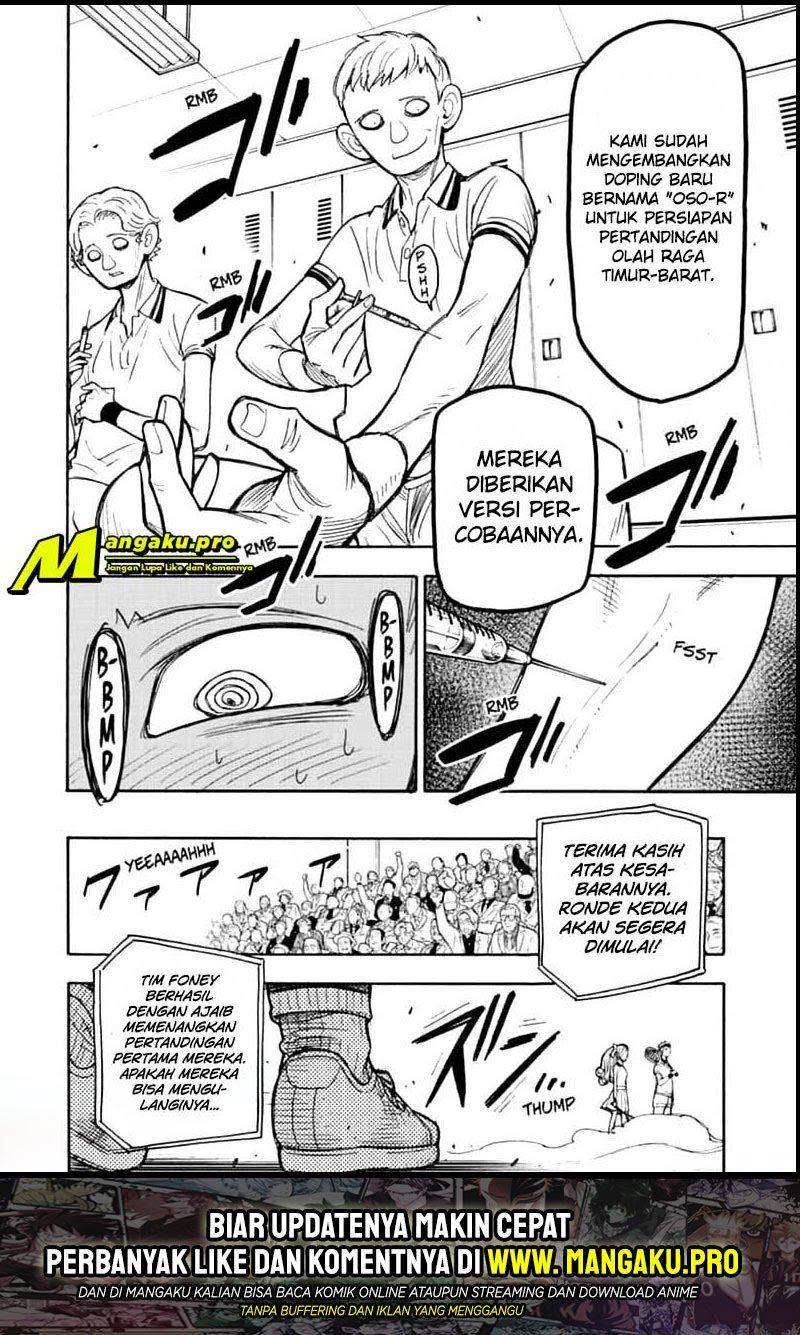 KAMI SUDAH
MENGEMBANGKAN
DOPING BARU
BERNAMA "OSO-R"
UNTUK PERSIAPAN
PERTANDINGAN
OLAH RAGA
TIMUR-BARAT.
RMB
ゴ
RMB
ゴ
PSHH
RMB
ゴ
MEREKA
DIBERIKAN
VERSI PER-
COBAANNYA.
Mangaku.pro
Jangan Lupa Like dan Komennya
RMB
ゴ
FSST
RMB
ゴ
B-BMP
B-BMP
TERIMA KASIH
ATAS KESA-
BARANNYA.
RONDE KEDUA
AKAN SEGERA
DIMULAI!
YEEAAAAHHH
ワァァァァ
TIM FONEY
BERHASIL
DENGAN AJAIB
MEMENANGKAN
PERTANDINGAN
PERTAMA MEREKA.
APAKAH MEREKA
BISA MENGU-
LANGINYA...
ズン...
THUMP
BIAR UPDATENYA MAKIN CEPAT
PERBANYAK LIKE DAN KOMENTNYA DI WWW. MANGAKU.PRO
DAN DI MANGAKU KALIAN BISA BACA KOMIK ONLINE ATAUPUN STREAMING DAN DOWNLOAD ANIME
TANPA BUFFERING DAN IKLAN YANG MENGGANGU